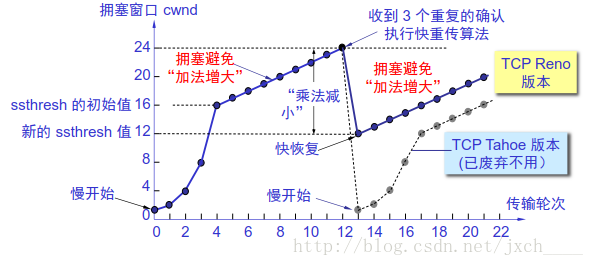 拥塞窗口 cwnd
收到 3 个重复的确认
执行快重传算法
24
拥塞避免
“加法增大”
拥塞避免
“加法增大”
TCP Reno
版本
20
ssthresh 的初始值 16
“乘法减
小”
新的 ssthresh 值 12
快恢复
TCP Tahoe 版本
(已废弃不用)
8
慢开始
4
慢开始
0
传输轮次
0 2 4 6 8 10 12 14 16 18 20 22
http://blog.csdn.net/jxch____